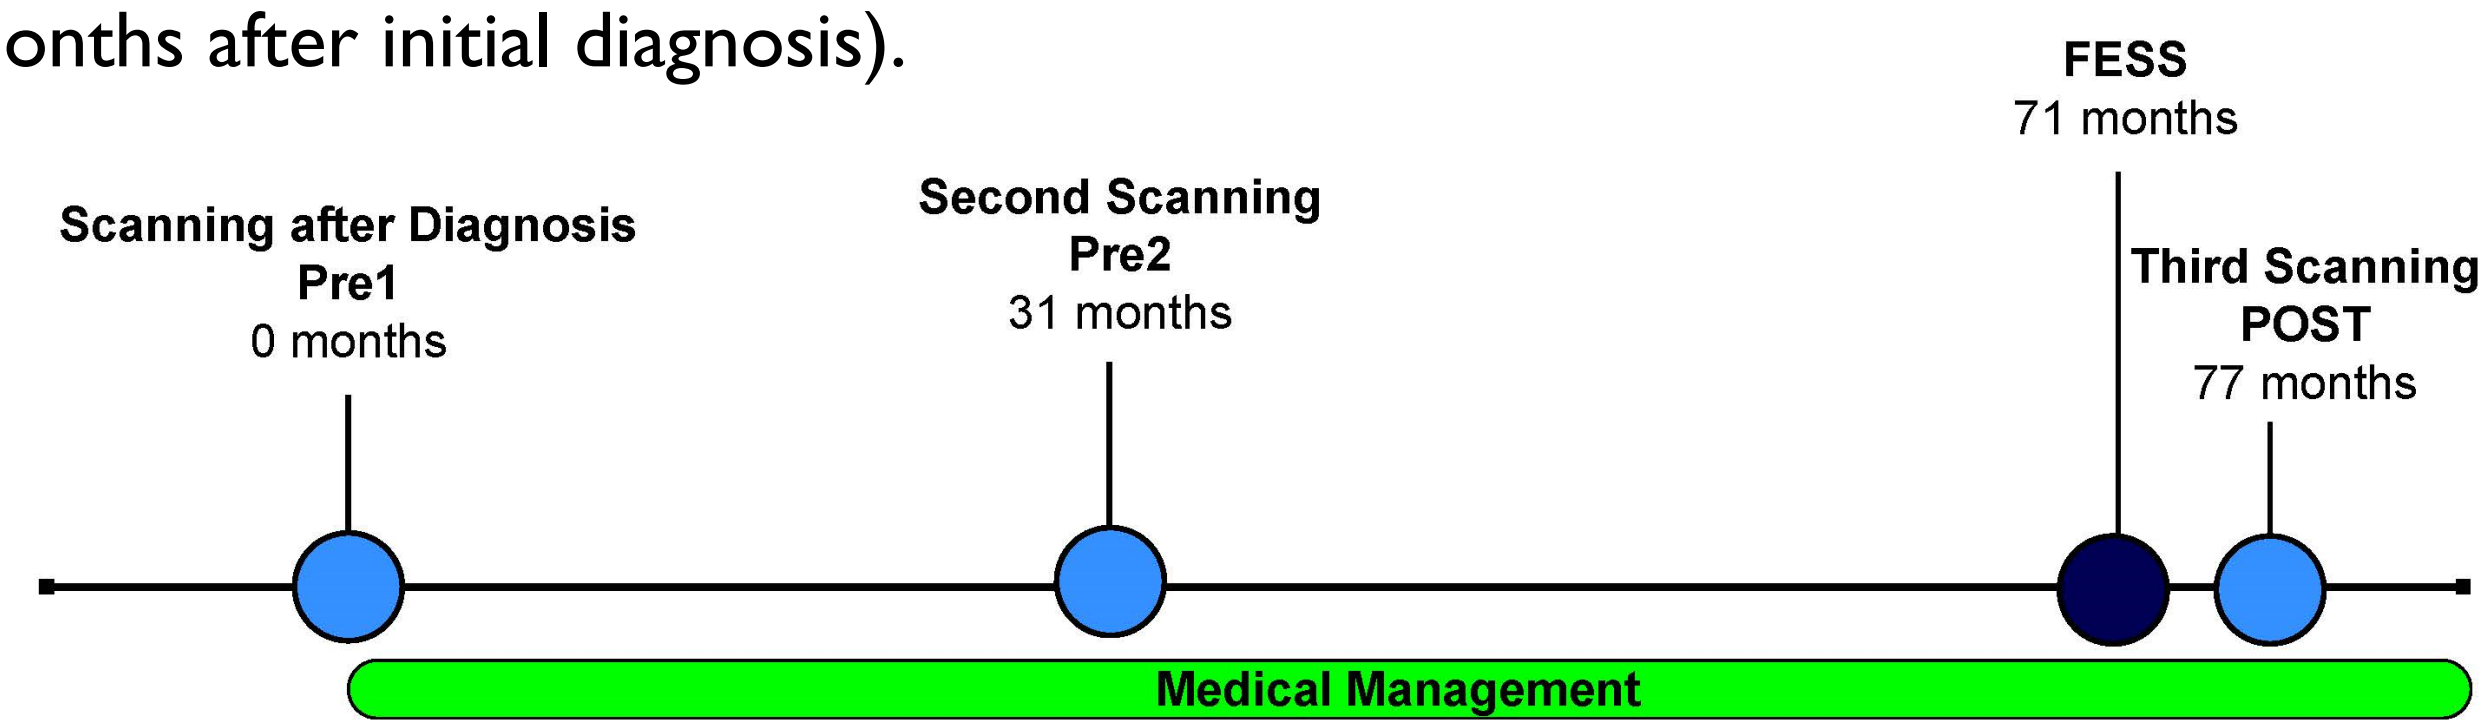 onths after initial diagnosis).
Scanning after Diagnosis
Pre1
0 months
Second Scanning
Pre2
31 months
FESS
71 months
Third Scanning
POST
77 months
Medical Management